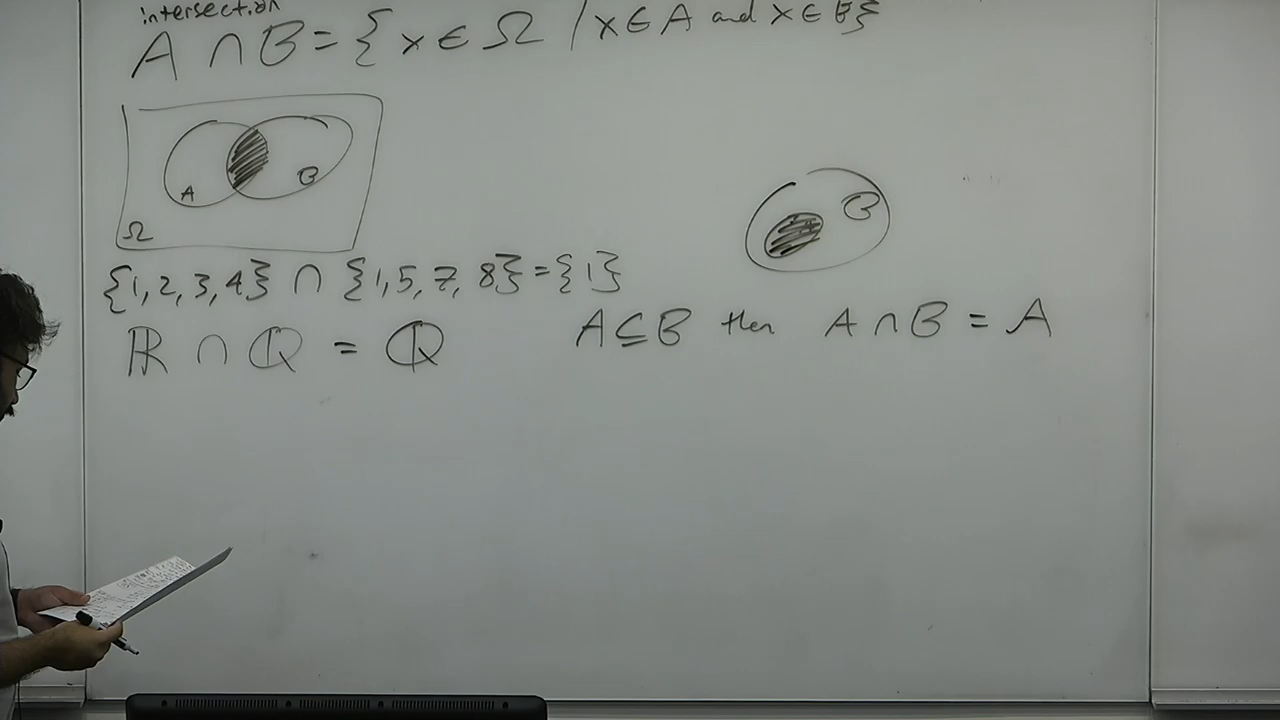 intersection
A ∩ B = { x ∈ Ω / x ∈ A and x ∈ B}
A B
Ω
B
{1, 2, 3, 4} ∩ {1, 5, 7, 8} = {1}
ℝ ∩ ℚ = ℚ
A ⊆ B then A ∩ B = A